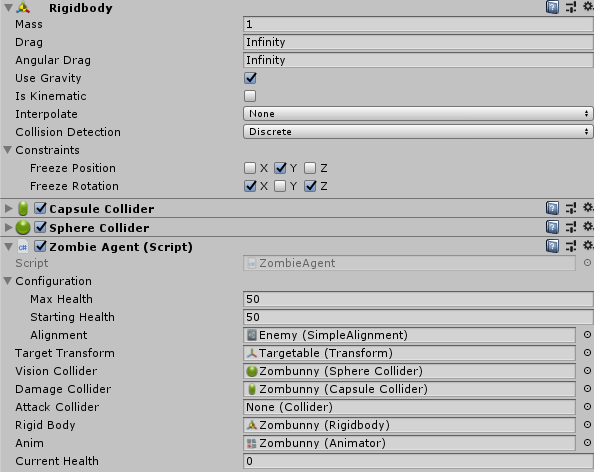 Rigidbody
Mass 1
Drag Infinity
Angular Drag Infinity
Use Gravity
Is Kinematic
Interpolate None
Collision Detection Discrete
Constraints
Freeze Position X Y Z
Freeze Rotation X Y Z
Capsule Collider
Sphere Collider
Zombie Agent (Script)
Script ZombieAgent
Configuration
Max Health 50
Starting Health 50
Alignment Enemy (SimpleAlignment)
Target Transform Targetable (Transform)
Vision Collider Zombunny (Sphere Collider)
Damage Collider Zombunny (Capsule Collider)
Attack Collider None (Collider)
Rigid Body Zombunny (Rigidbody)
Anim Zombunny (Animator)
Current Health 0